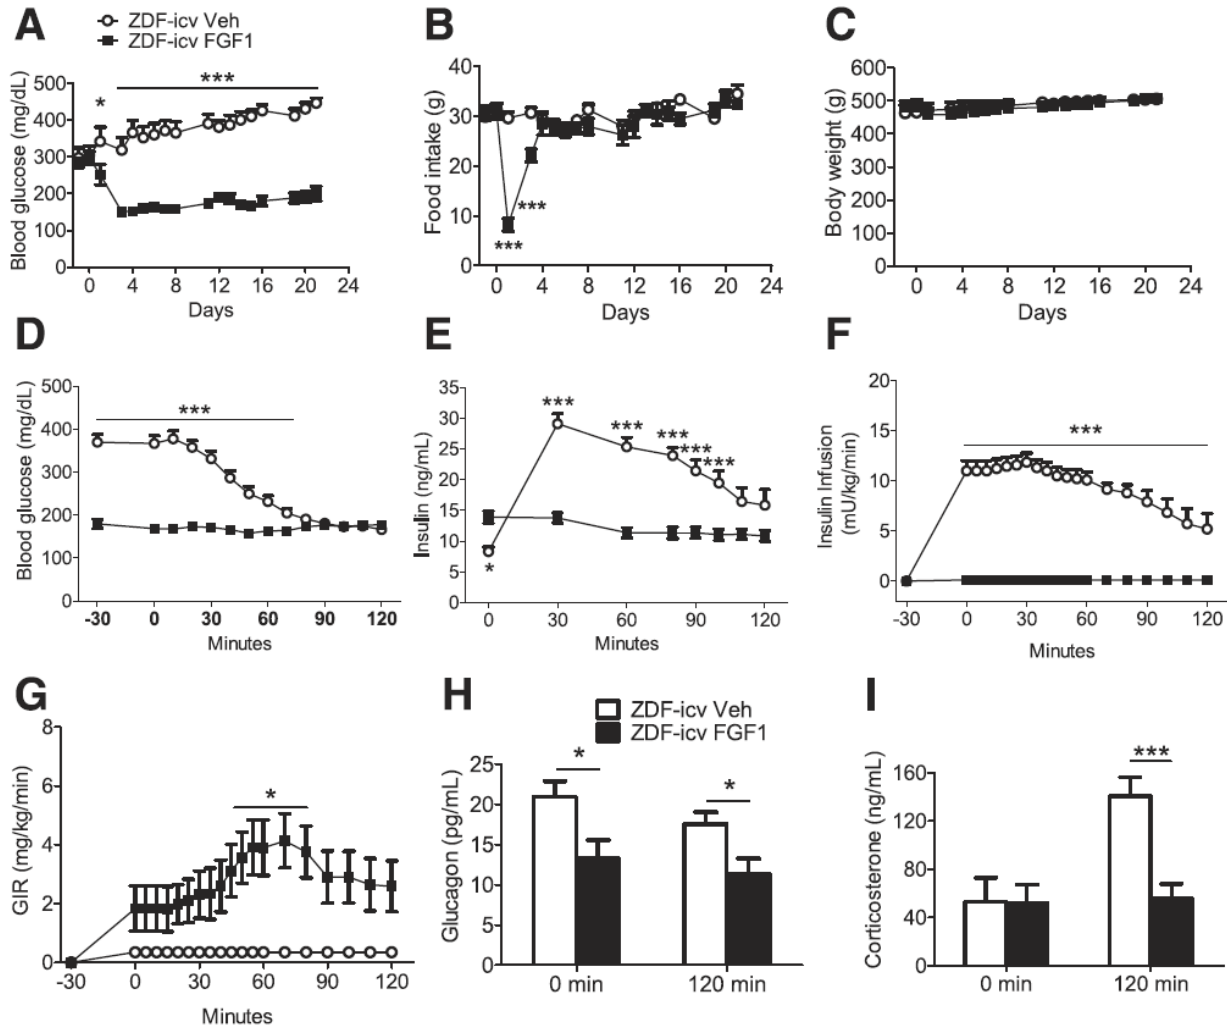 A
ZDF-icv Veh
ZDF-icv FGF1
Blood glucose (mg/dL)
500
400
300
200
100
0
*
***
0 4 8 12 16 20 24
Days
B
Food intake (g)
40
30
20
10
0
***
***
0 4 8 12 16 20 24
Days
C
Body weight (g)
600
500
400
300
200
100
0
0 4 8 12 16 20 24
Days
D
Blood glucose (mg/dL)
500
400
300
200
100
0
***
-30 0 30 60 90 120
Minutes
E
Insulin (ng/mL)
35
30
25
20
15
10
5
0
*** *** *** *** ***
*
0 30 60 90 120
Minutes
F
Insulin Infusion
(mU/kg/min)
20
15
10
5
0
***
-30 0 30 60 90 120
Minutes
G
GIR (mg/kg/min)
8
6
4
2
0
*
-30 0 30 60 90 120
Minutes
H
ZDF-icv Veh
ZDF-icv FGF1
Glucagon (pg/mL)
25
20
15
10
5
0
*
*
0 min 120 min
I
Corticosterone (ng/mL)
160
120
80
40
0
***
0 min 120 min